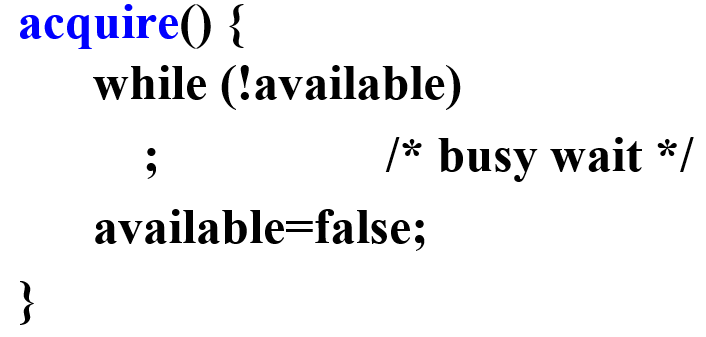 acquire() {
while (!available)
; /* busy wait */
available=false;
}